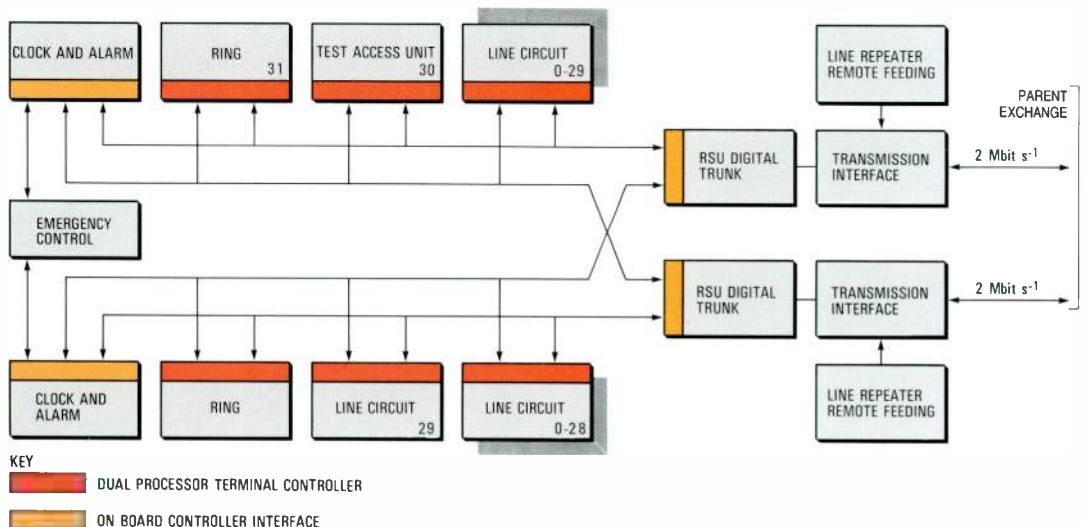 CLOCK AND ALARM
RING
31
TEST ACCESS UNIT
30
LINE CIRCUIT
0-29
LINE REPEATER
REMOTE FEEDING
PARENT
EXCHANGE
RSU DIGITAL
TRUNK
TRANSMISSION
INTERFACE
2 Mbit s-1
EMERGENCY
CONTROL
RSU DIGITAL
TRUNK
TRANSMISSION
INTERFACE
2 Mbit s-1
CLOCK AND
ALARM
RING
LINE CIRCUIT
29
LINE CIRCUIT
0-28
LINE REPEATER
REMOTE FEEDING
KEY
DUAL PROCESSOR TERMINAL CONTROLLER
ON BOARD CONTROLLER INTERFACE